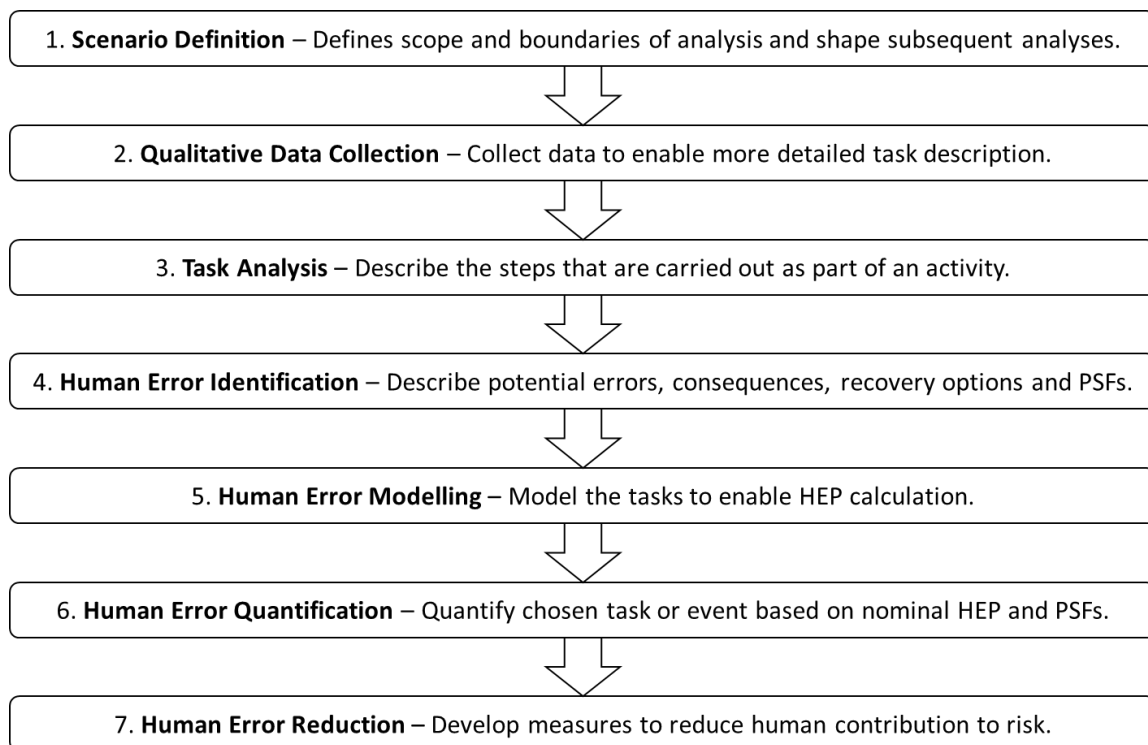 1. Scenario Definition – Defines scope and boundaries of analysis and shape subsequent analyses.
2. Qualitative Data Collection – Collect data to enable more detailed task description.
3. Task Analysis – Describe the steps that are carried out as part of an activity.
4. Human Error Identification – Describe potential errors, consequences, recovery options and PSFs.
5. Human Error Modelling – Model the tasks to enable HEP calculation.
6. Human Error Quantification – Quantify chosen task or event based on nominal HEP and PSFs.
7. Human Error Reduction – Develop measures to reduce human contribution to risk.